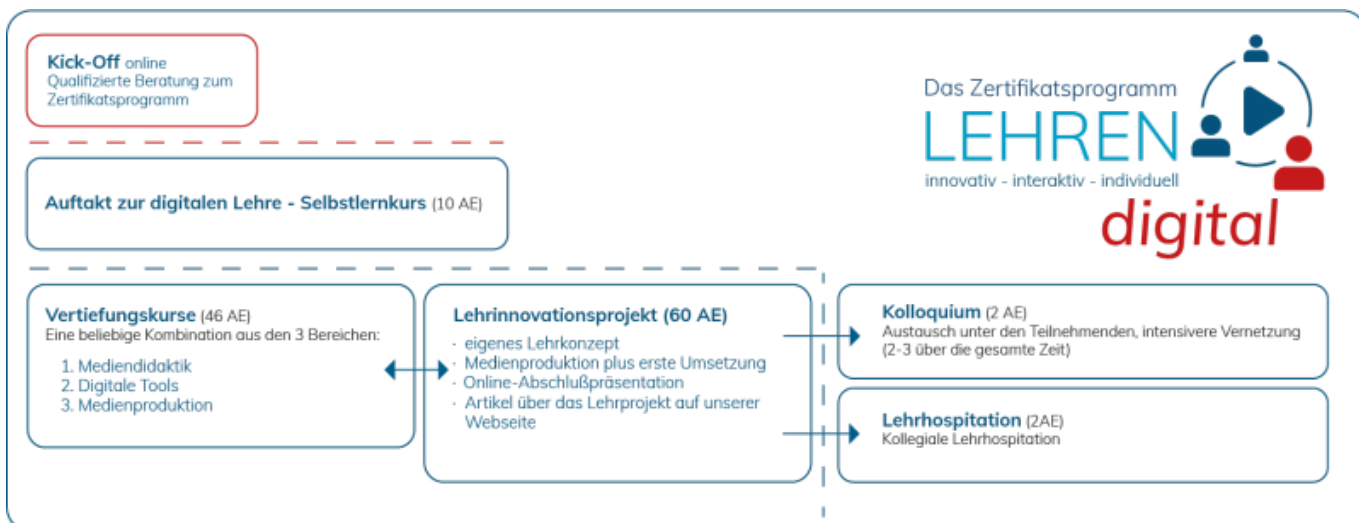 Kick-Off online
Qualifizierte Beratung zum
Zertifikatsprogramm
Das Zertifikatsprogramm
LEHREN
innovativ - interaktiv - individuell
digital
Auftakt zur digitalen Lehre - Selbstlernkurs (10 AE)
Vertiefungskurse (46 AE)
Eine beliebige Kombination aus den 3 Bereichen:
1. Mediendidaktik
2. Digitale Tools
3. Medienproduktion
Lehrinnovationsprojekt (60 AE)
· eigenes Lehrkonzept
· Medienproduktion plus erste Umsetzung
· Online-Abschlußpräsentation
· Artikel über das Lehrprojekt auf unserer
Webseite
Kolloquium (2 AE)
Austausch unter den Teilnehmenden, intensivere Vernetzung
(2-3 über die gesamte Zeit)
Lehrhospitation (2AE)
Kollegiale Lehrhospitation